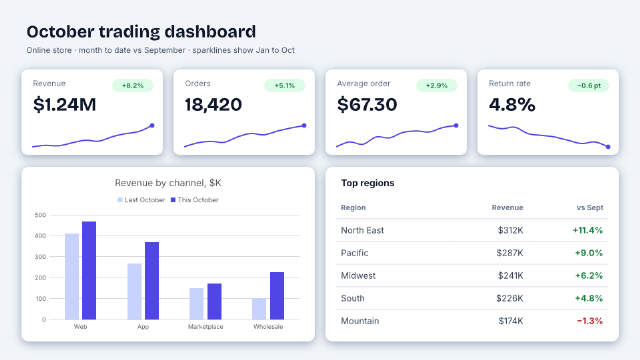 October trading dashboard
Online store · month to date vs September · sparklines show Jan to Oct
Revenue
+8.2%
$1.24M
Orders
+5.1%
18,420
Average order
+2.9%
$67.30
Return rate
−0.6 pt
4.8%
Revenue by channel, $K
Last October
This October
500
400
300
200
100
0
Web
App
Marketplace
Wholesale
Top regions
Region Revenue vs Sept
North East $312K +11.4%
Pacific $287K +9.0%
Midwest $241K +6.2%
South $226K +4.8%
Mountain $174K −1.3%